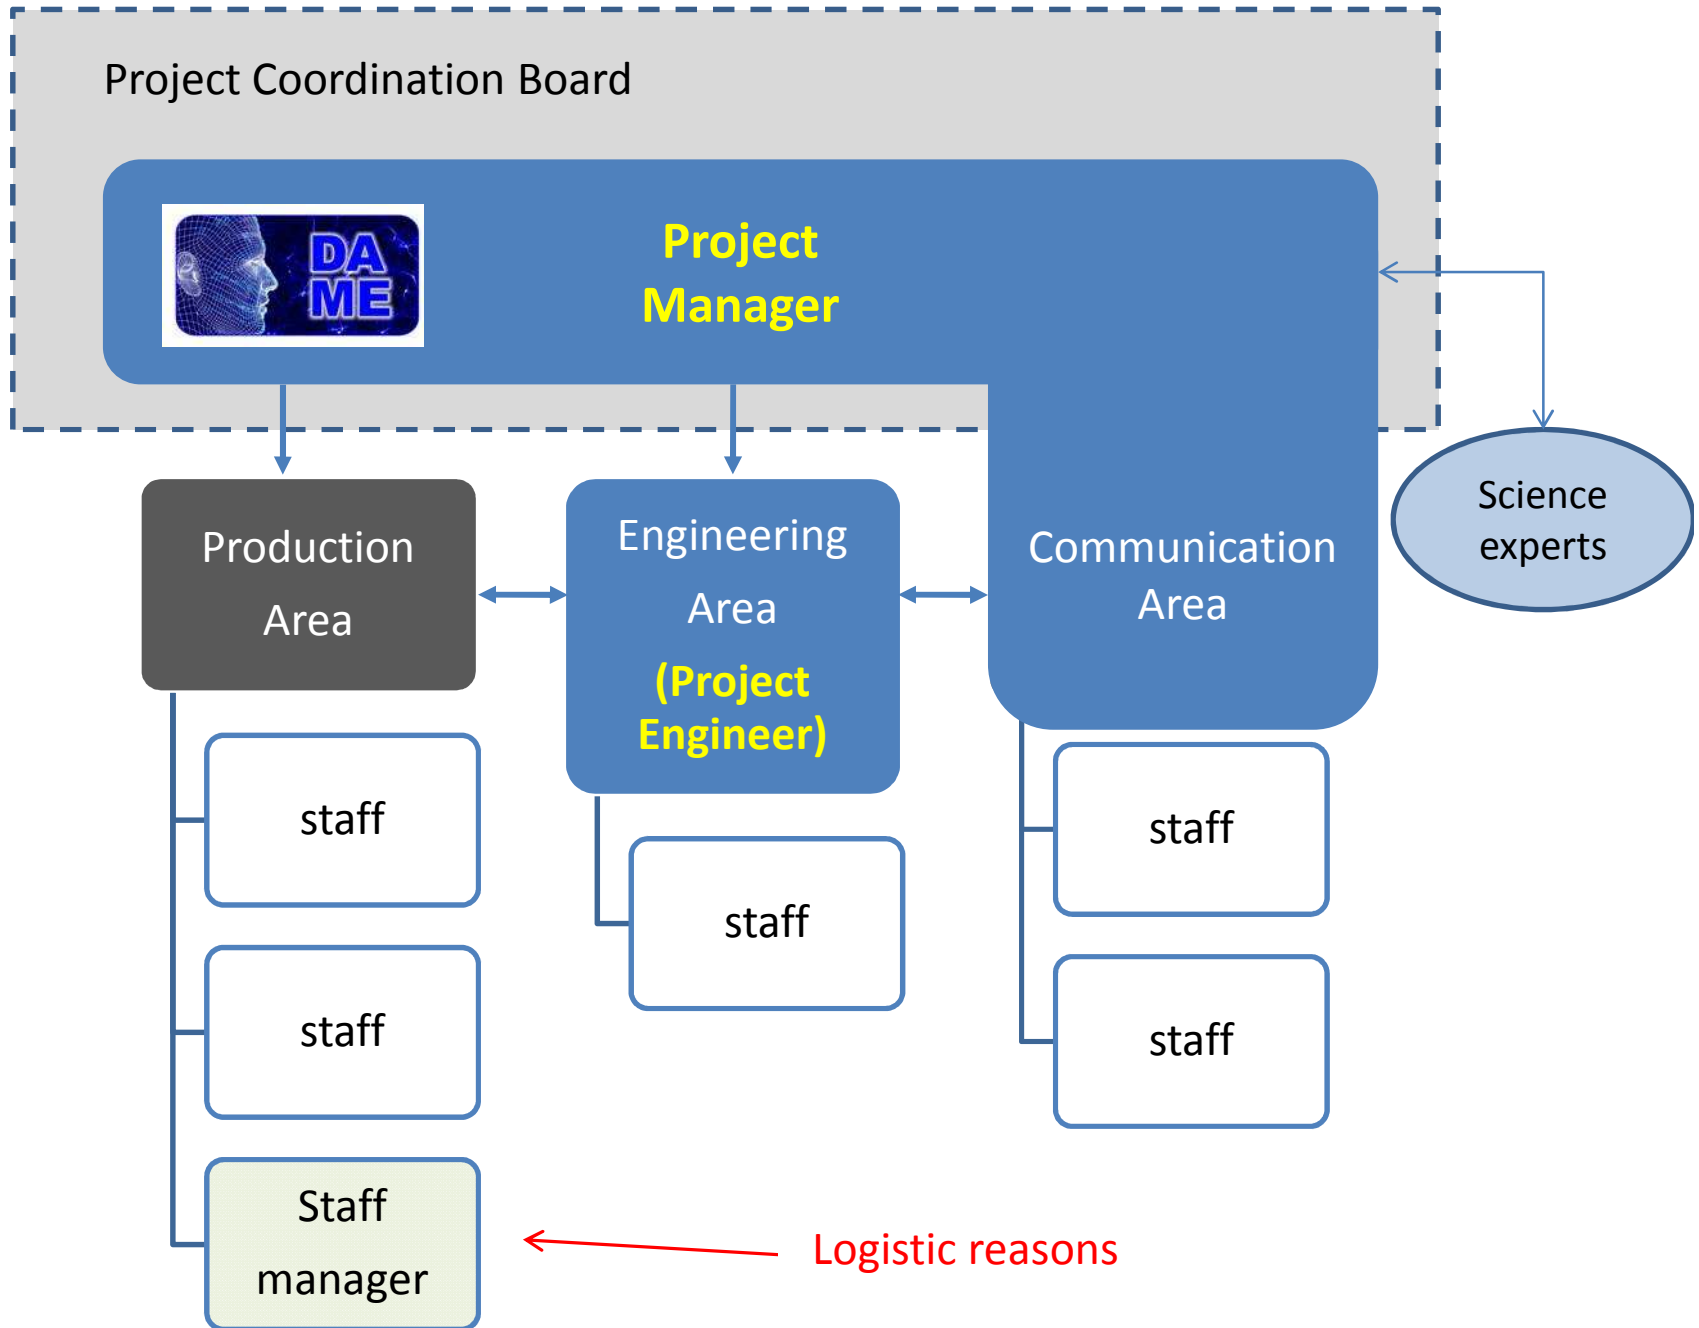 Project Coordination Board
DA
ME
Project
Manager
Production
Area
Engineering
Area
(Project
Engineer)
Communication
Area
Science
experts
staff
staff
Staff
manager
staff
staff
staff
Logistic reasons